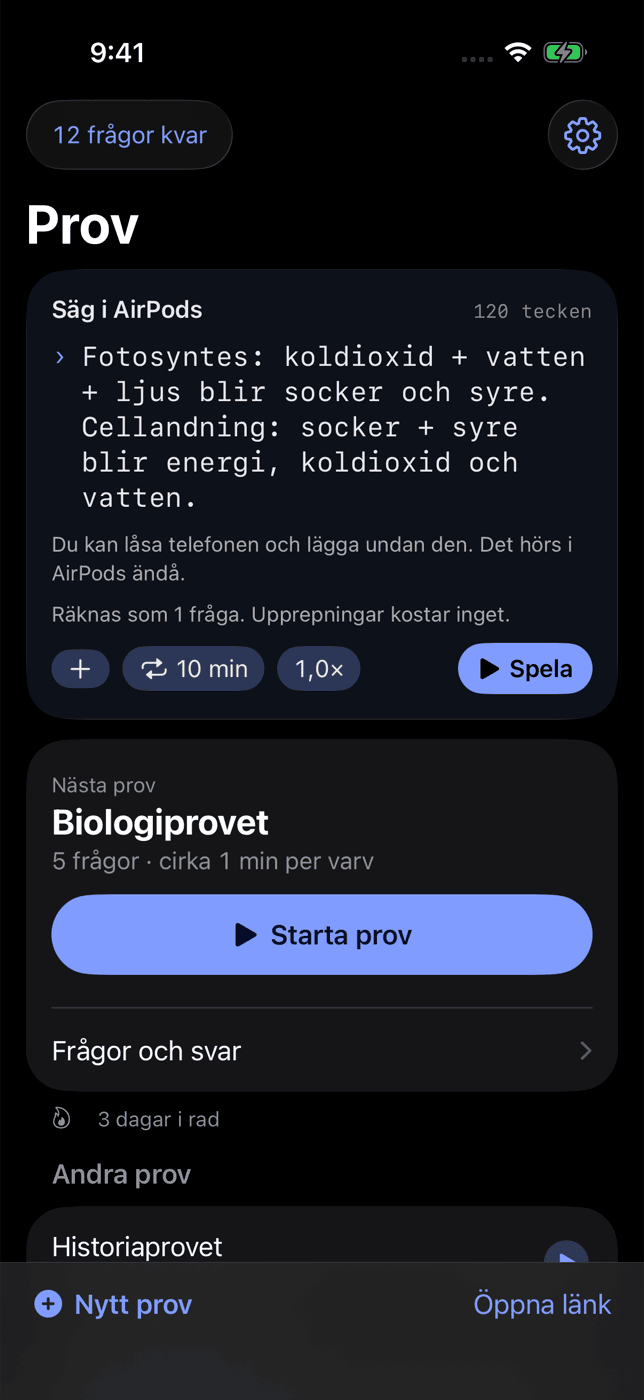 9:41
12 frågor kvar
Prov
Säg i AirPods
120 tecken
› Fotosyntes: koldioxid + vatten
+ ljus blir socker och syre.
Cellandning: socker + syre
blir energi, koldioxid och
vatten.
Du kan låsa telefonen och lägga undan den. Det hörs i
AirPods ändå.
Räknas som 1 fråga. Upprepningar kostar inget.
+
10 min
1,0×
Spela
Nästa prov
Biologiprovet
5 frågor · cirka 1 min per varv
Starta prov
Frågor och svar
3 dagar i rad
Andra prov
Historiaprovet
Nytt prov
Öppna länk